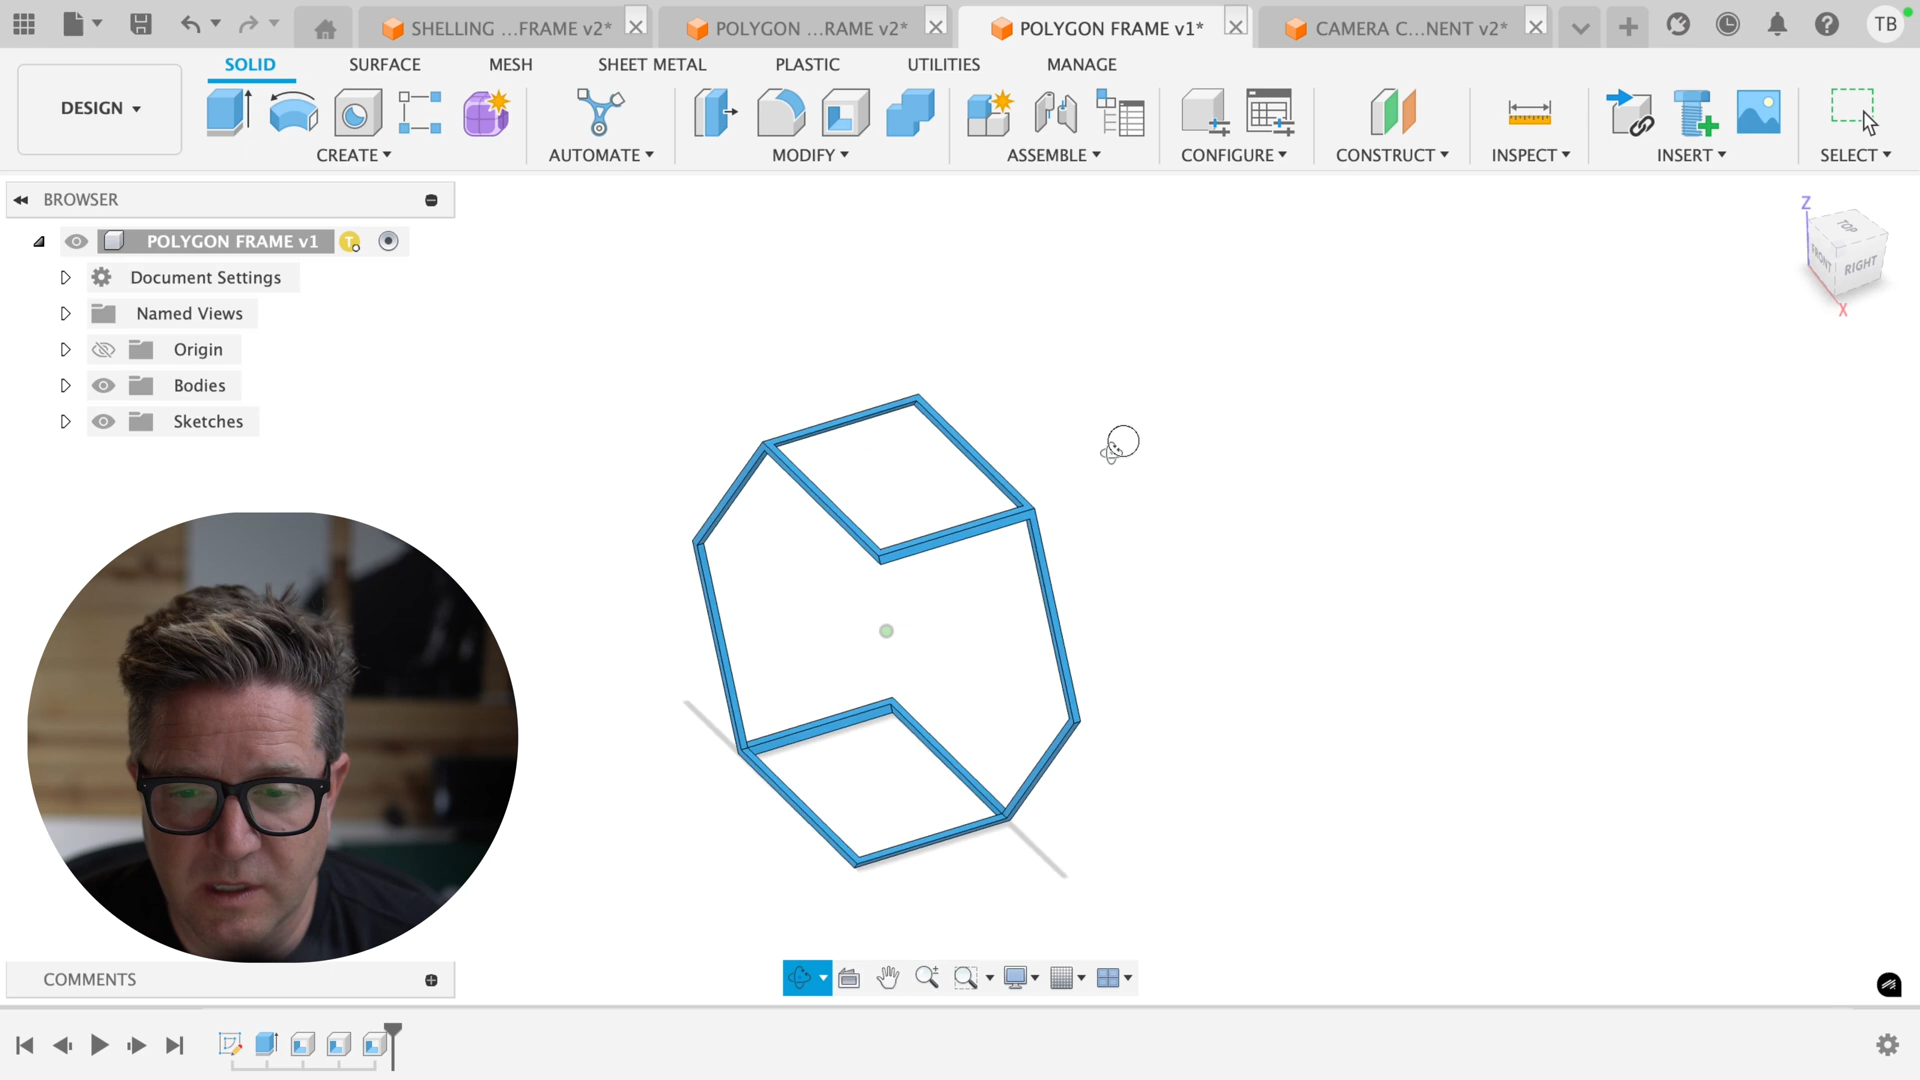 SHELLING ...FRAME v2*
POLYGON ...RAME v2*
POLYGON FRAME v1*
CAMERA C...NENT v2*
TB
DESIGN
SOLID
SURFACE
MESH
SHEET METAL
PLASTIC
UTILITIES
MANAGE
CREATE
AUTOMATE
MODIFY
ASSEMBLE
CONFIGURE
CONSTRUCT
INSPECT
INSERT
SELECT
BROWSER
POLYGON FRAME v1
T
Document Settings
Named Views
Origin
Bodies
Sketches
Z
TOP
FRONT
RIGHT
X
COMMENTS